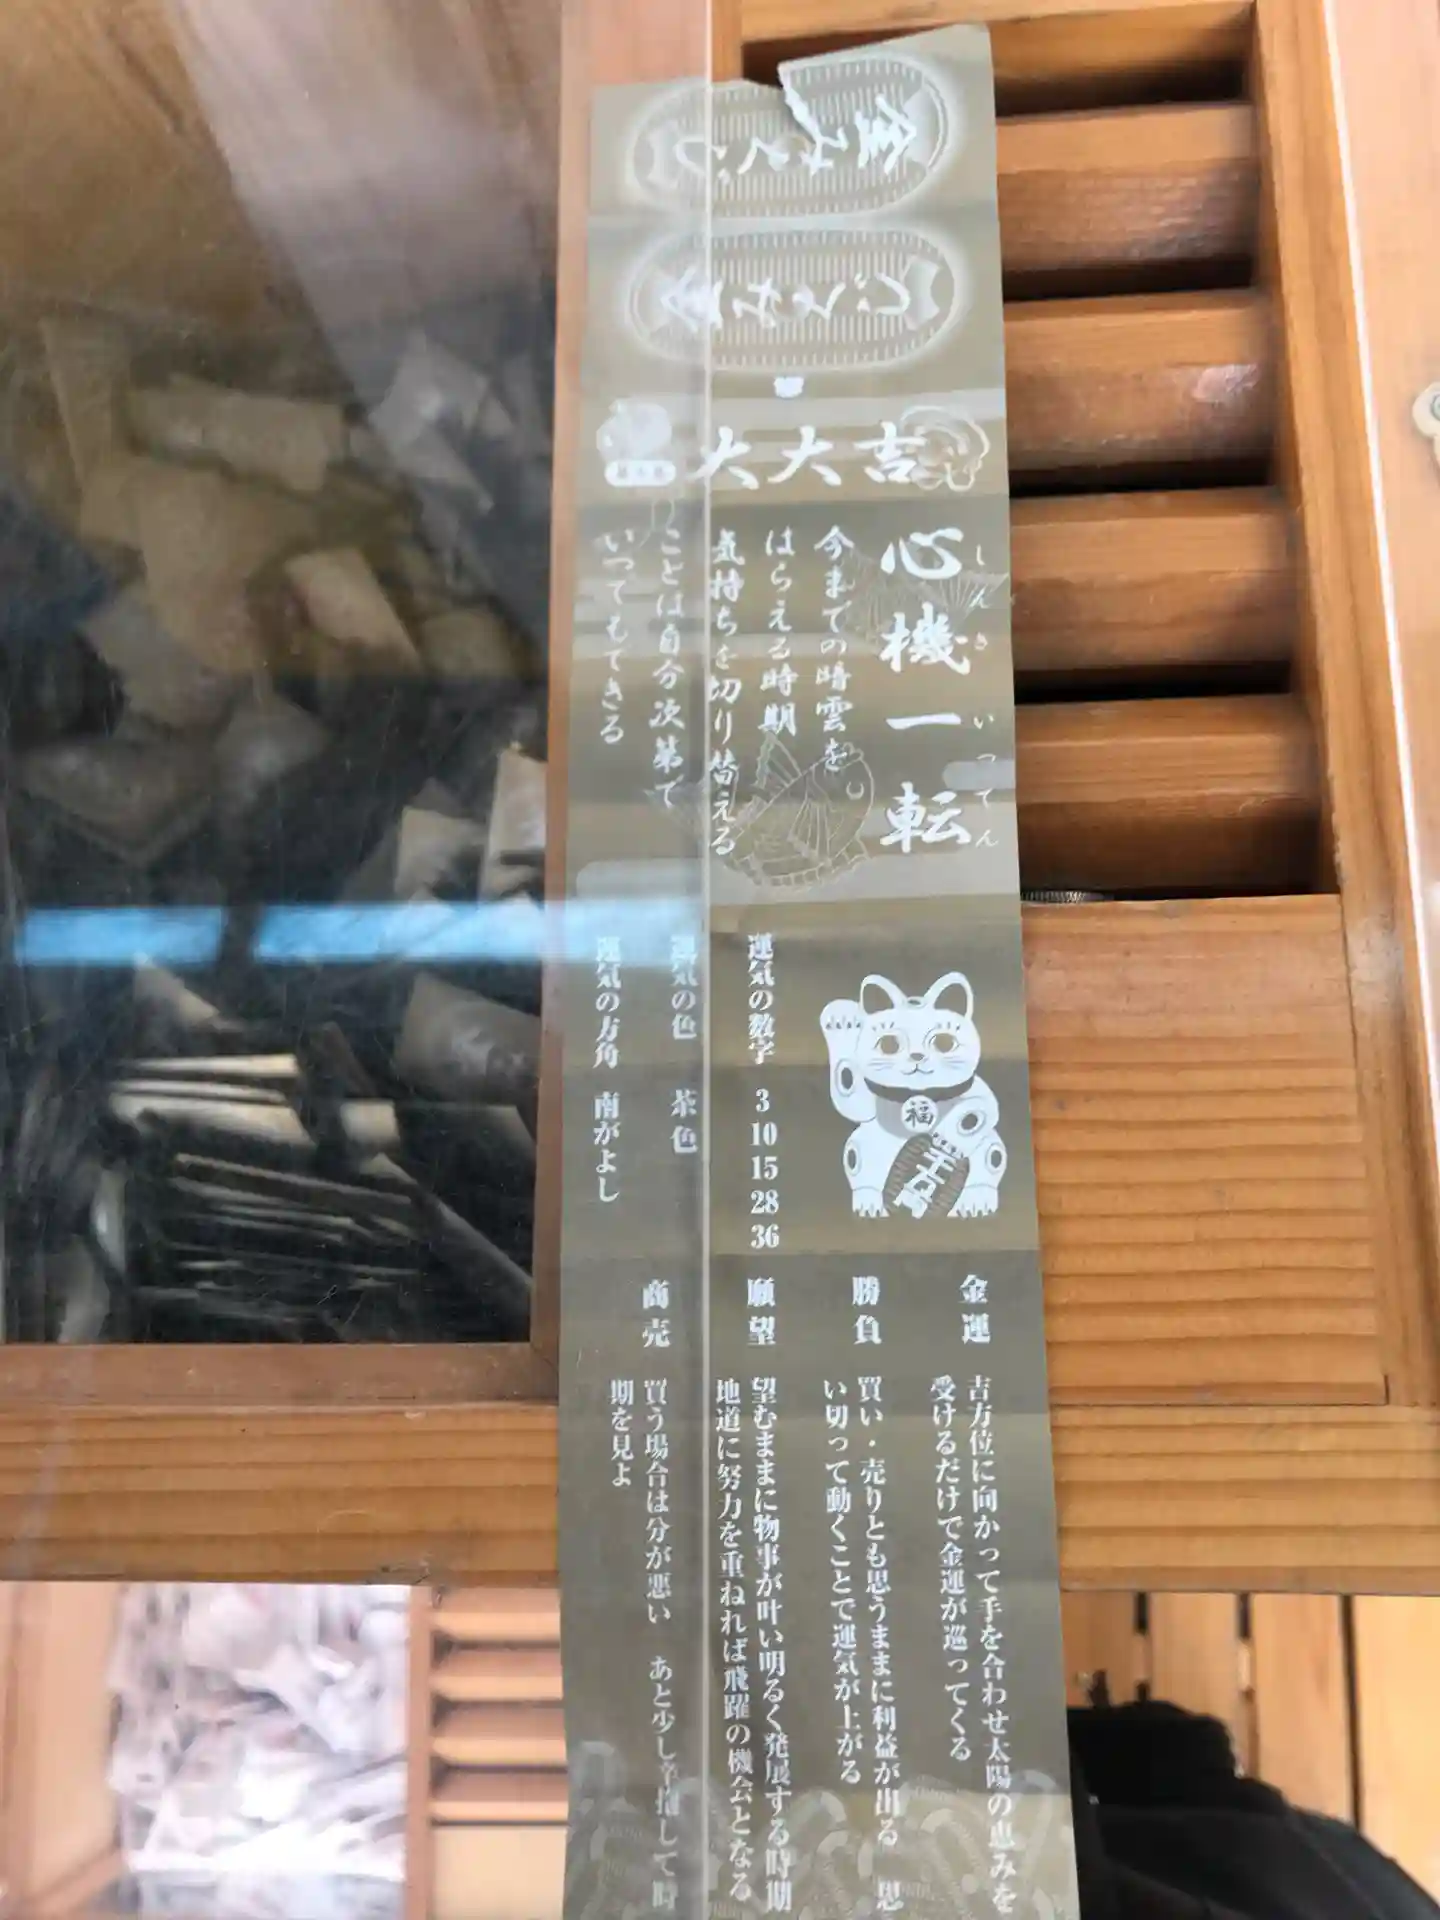 金みくじ
金みくじ
大大吉
心機一転
しんきいってん
今までの暗雲を
はらえる時期
気持ちを切り替える
ことは自分次第で
いつでもできる
福
運気の数字 3 10 15 28 36
運気の色 茶色
運気の方角 南がよし
金運
吉方位に向かって手を合わせ太陽の恵みを
受けるだけで金運が巡ってくる
勝負
買い・売りとも思うままに利益が出る 思
い切って動くことで運気が上がる
願望
望むままに物事が叶い明るく発展する時期
地道に努力を重ねれば飛躍の機会となる
商売
買う場合は分が悪い あと少し辛抱して時
期を見よ